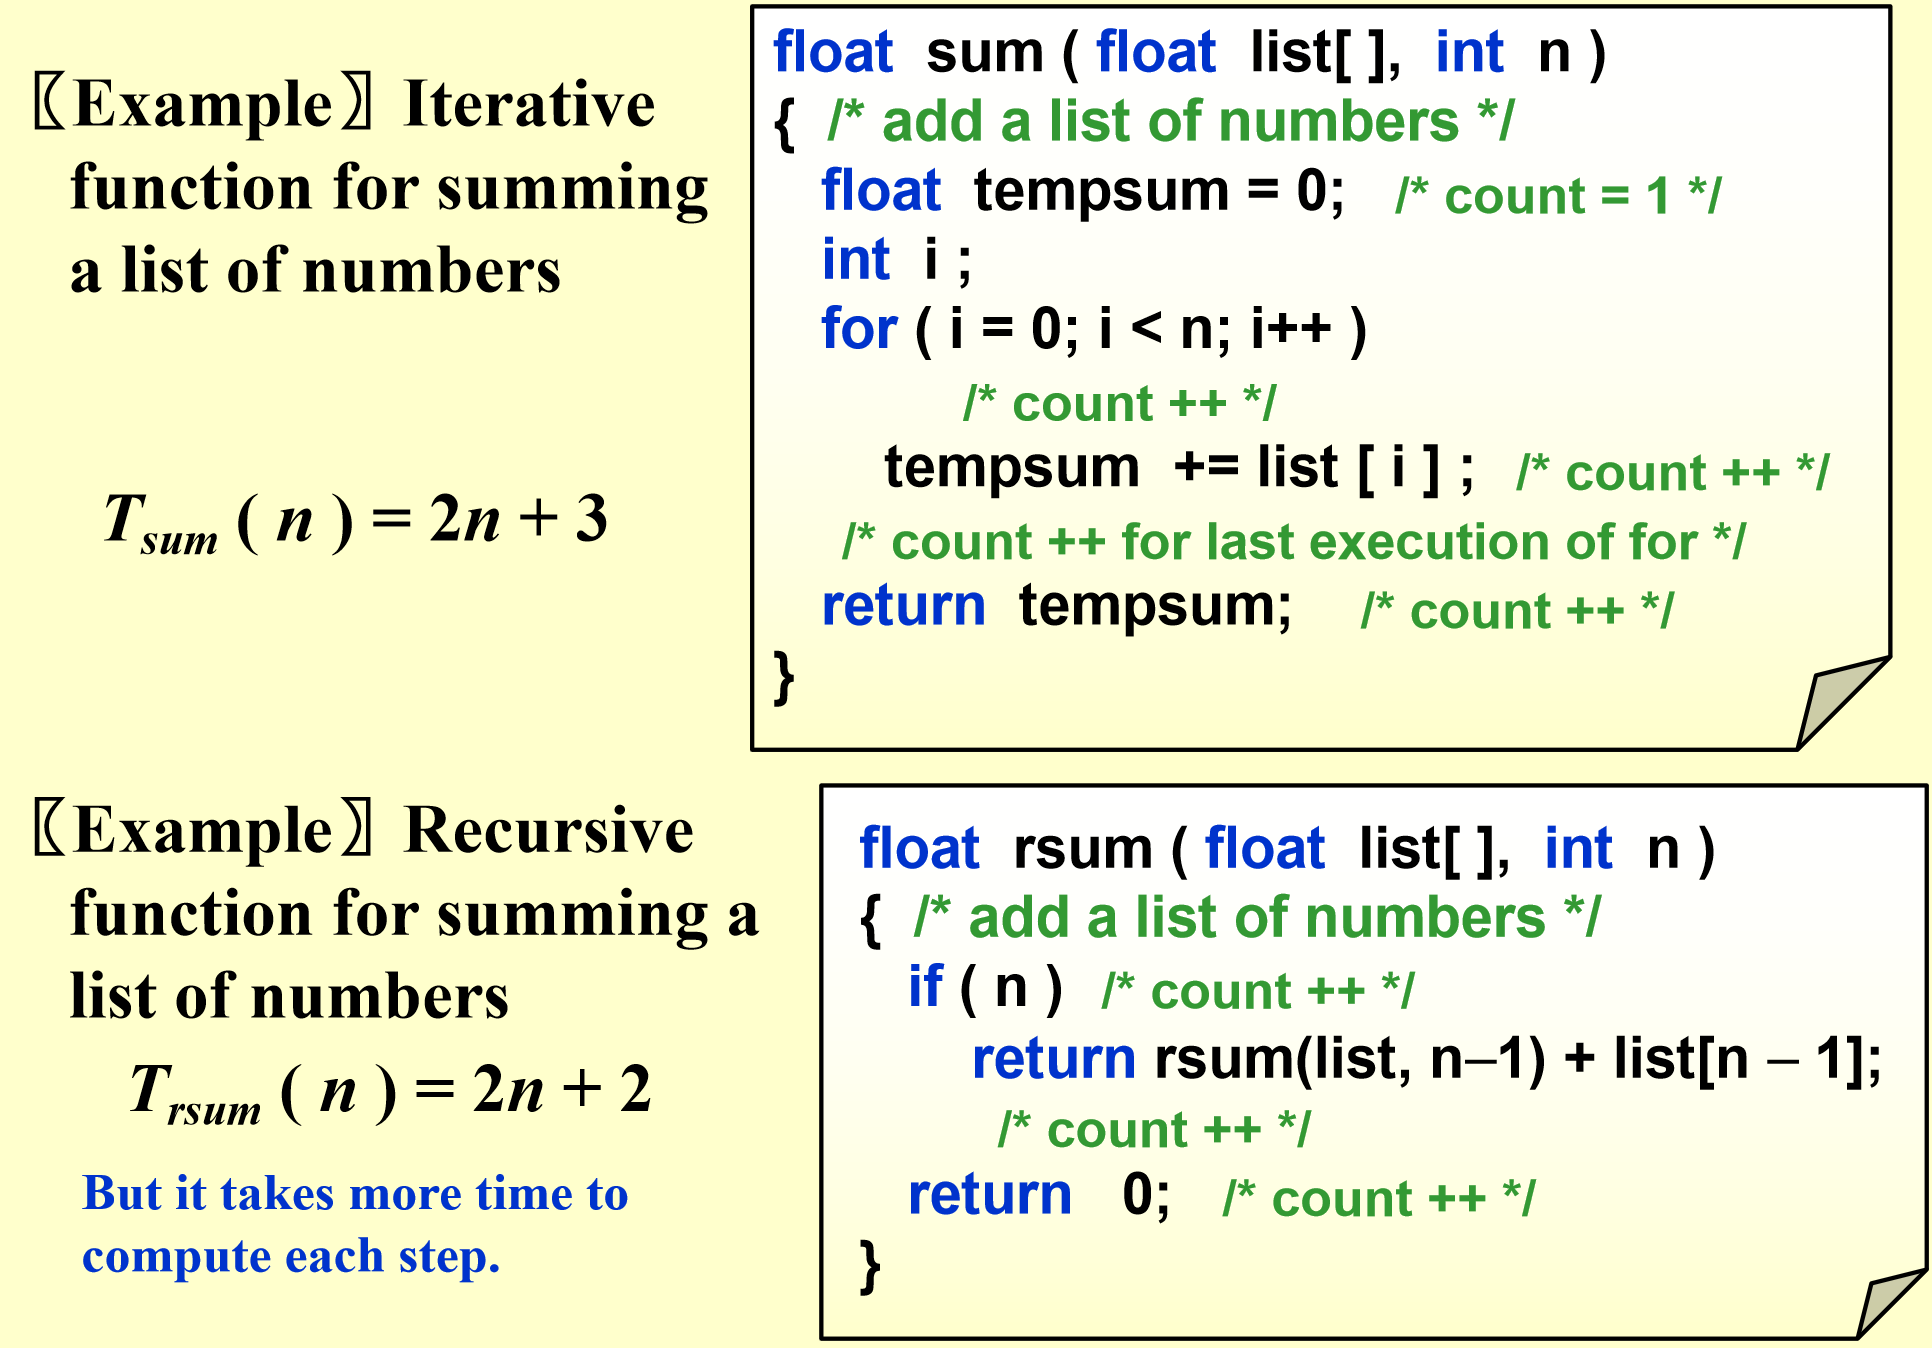 〖Example〗Iterative
function for summing
a list of numbers
T_sum ( n ) = 2n + 3
float sum ( float list[ ], int n )
{ /* add a list of numbers */
float tempsum = 0; /* count = 1 */
int i ;
for ( i = 0; i < n; i++ )
/* count ++ */
tempsum += list [ i ] ; /* count ++ */
/* count ++ for last execution of for */
return tempsum; /* count ++ */
}
〖Example〗Recursive
function for summing a
list of numbers
T_rsum ( n ) = 2n + 2
But it takes more time to
compute each step.
float rsum ( float list[ ], int n )
{ /* add a list of numbers */
if ( n ) /* count ++ */
return rsum(list, n–1) + list[n – 1];
/* count ++ */
return 0; /* count ++ */
}